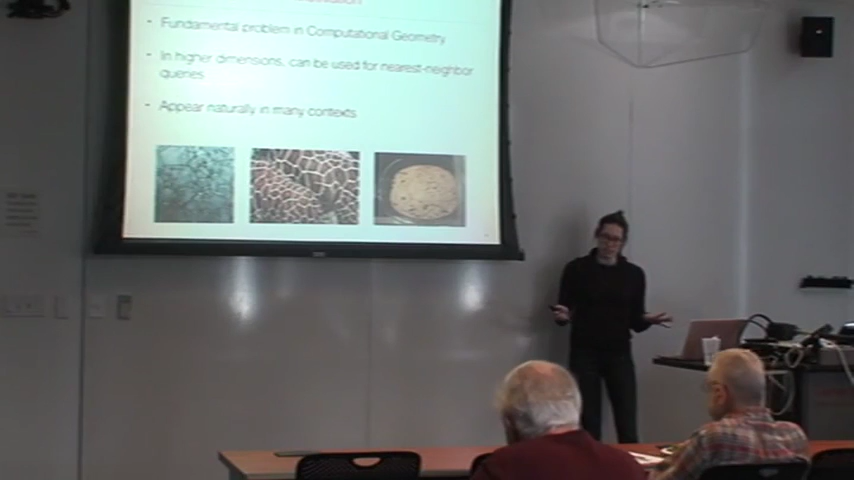 - Fundamental problem in Computational Geometry
- In higher dimensions, can be used for nearest-neighbor
queries
- Appear naturally in many contexts